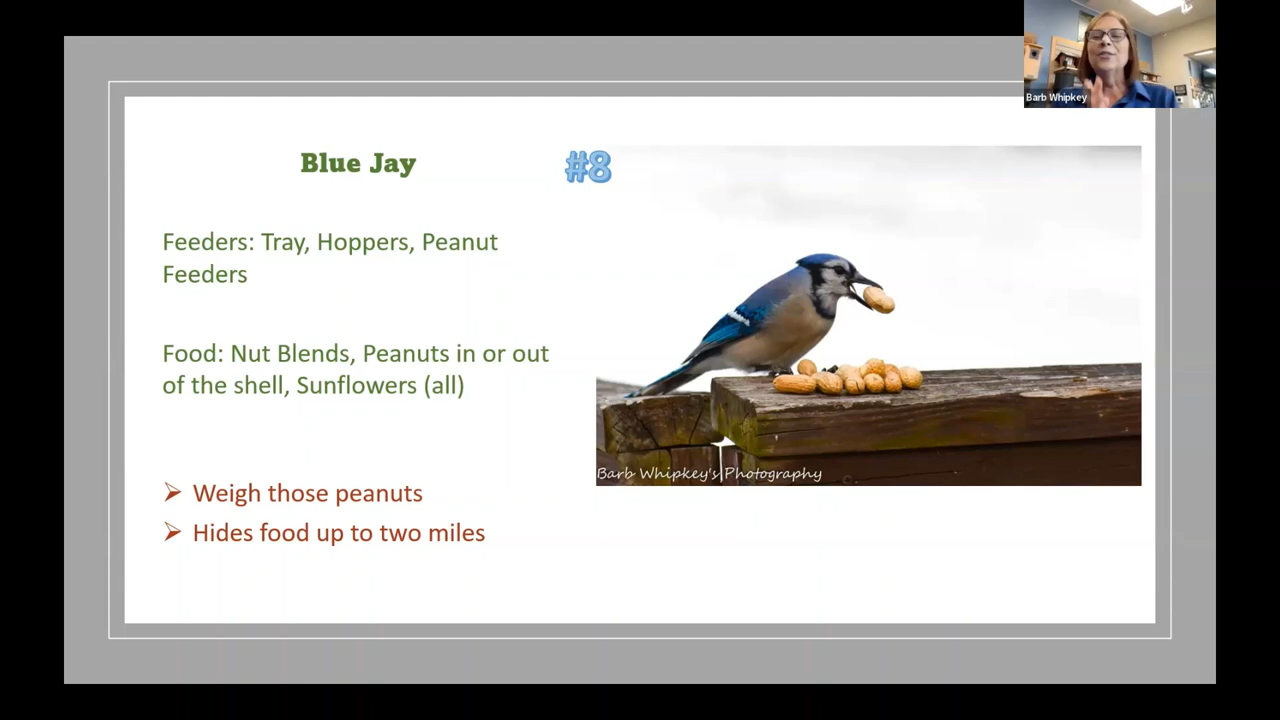 Barb Whipkey
Blue Jay
#8
Feeders: Tray, Hoppers, Peanut
Feeders
Food: Nut Blends, Peanuts in or out
of the shell, Sunflowers (all)
➢ Weigh those peanuts
➢ Hides food up to two miles
Barb Whipkey's Photography